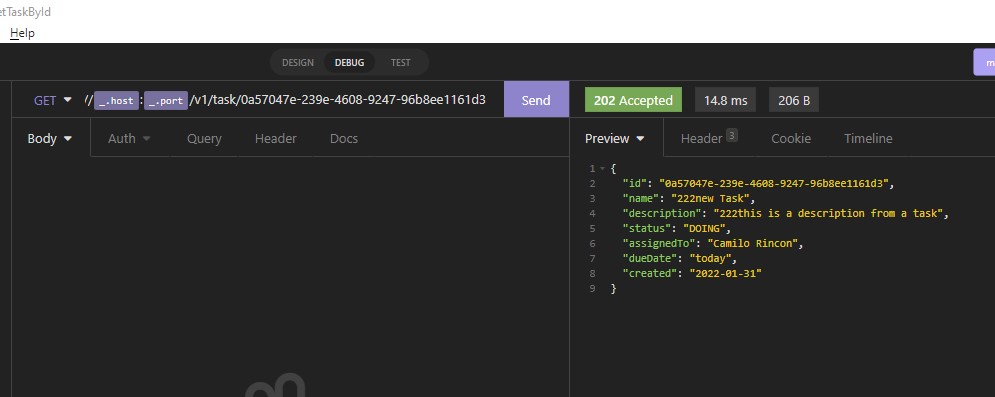 etTaskById
Help
DESIGN DEBUG TEST
GET // _.host : _.port /v1/task/0a57047e-239e-4608-9247-96b8ee1161d3 Send 202 Accepted 14.8 ms 206 B
Body Auth Query Header Docs Preview Header 3 Cookie Timeline
1 {
2 "id": "0a57047e-239e-4608-9247-96b8ee1161d3",
3 "name": "222new Task",
4 "description": "222this is a description from a task",
5 "status": "DOING",
6 "assignedTo": "Camilo Rincon",
7 "dueDate": "today",
8 "created": "2022-01-31"
9 }